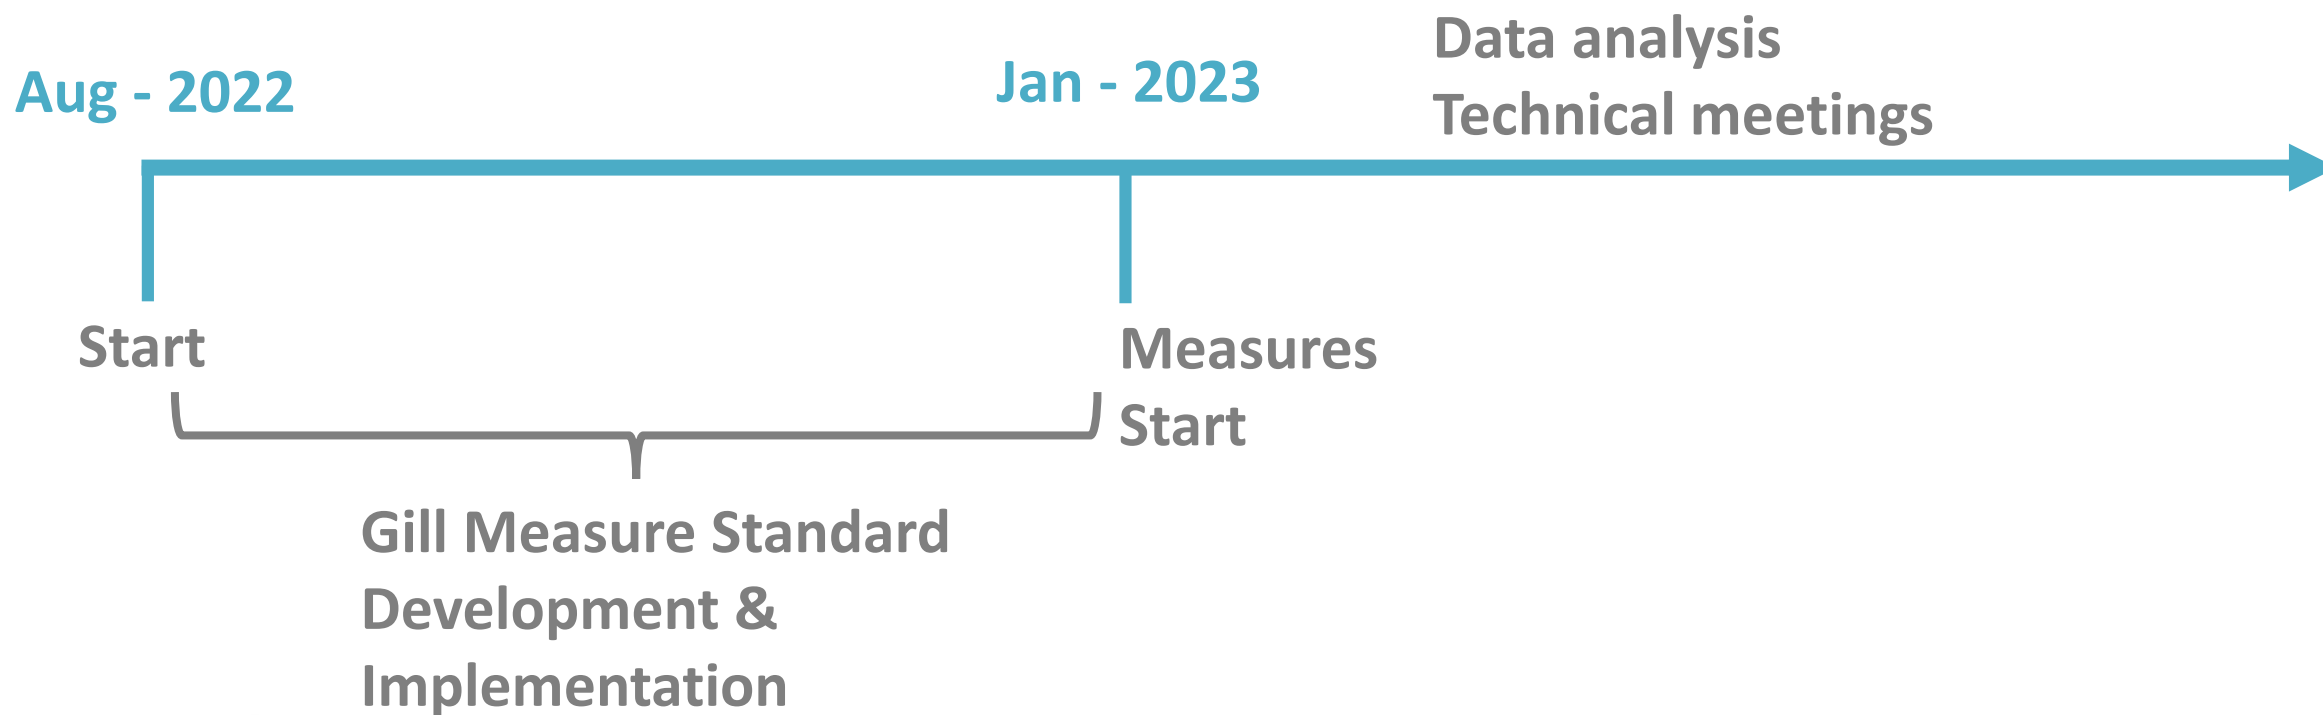 Aug - 2022
Jan - 2023
Data analysis
Technical meetings
Start
Measures
Start
Gill Measure Standard
Development &
Implementation